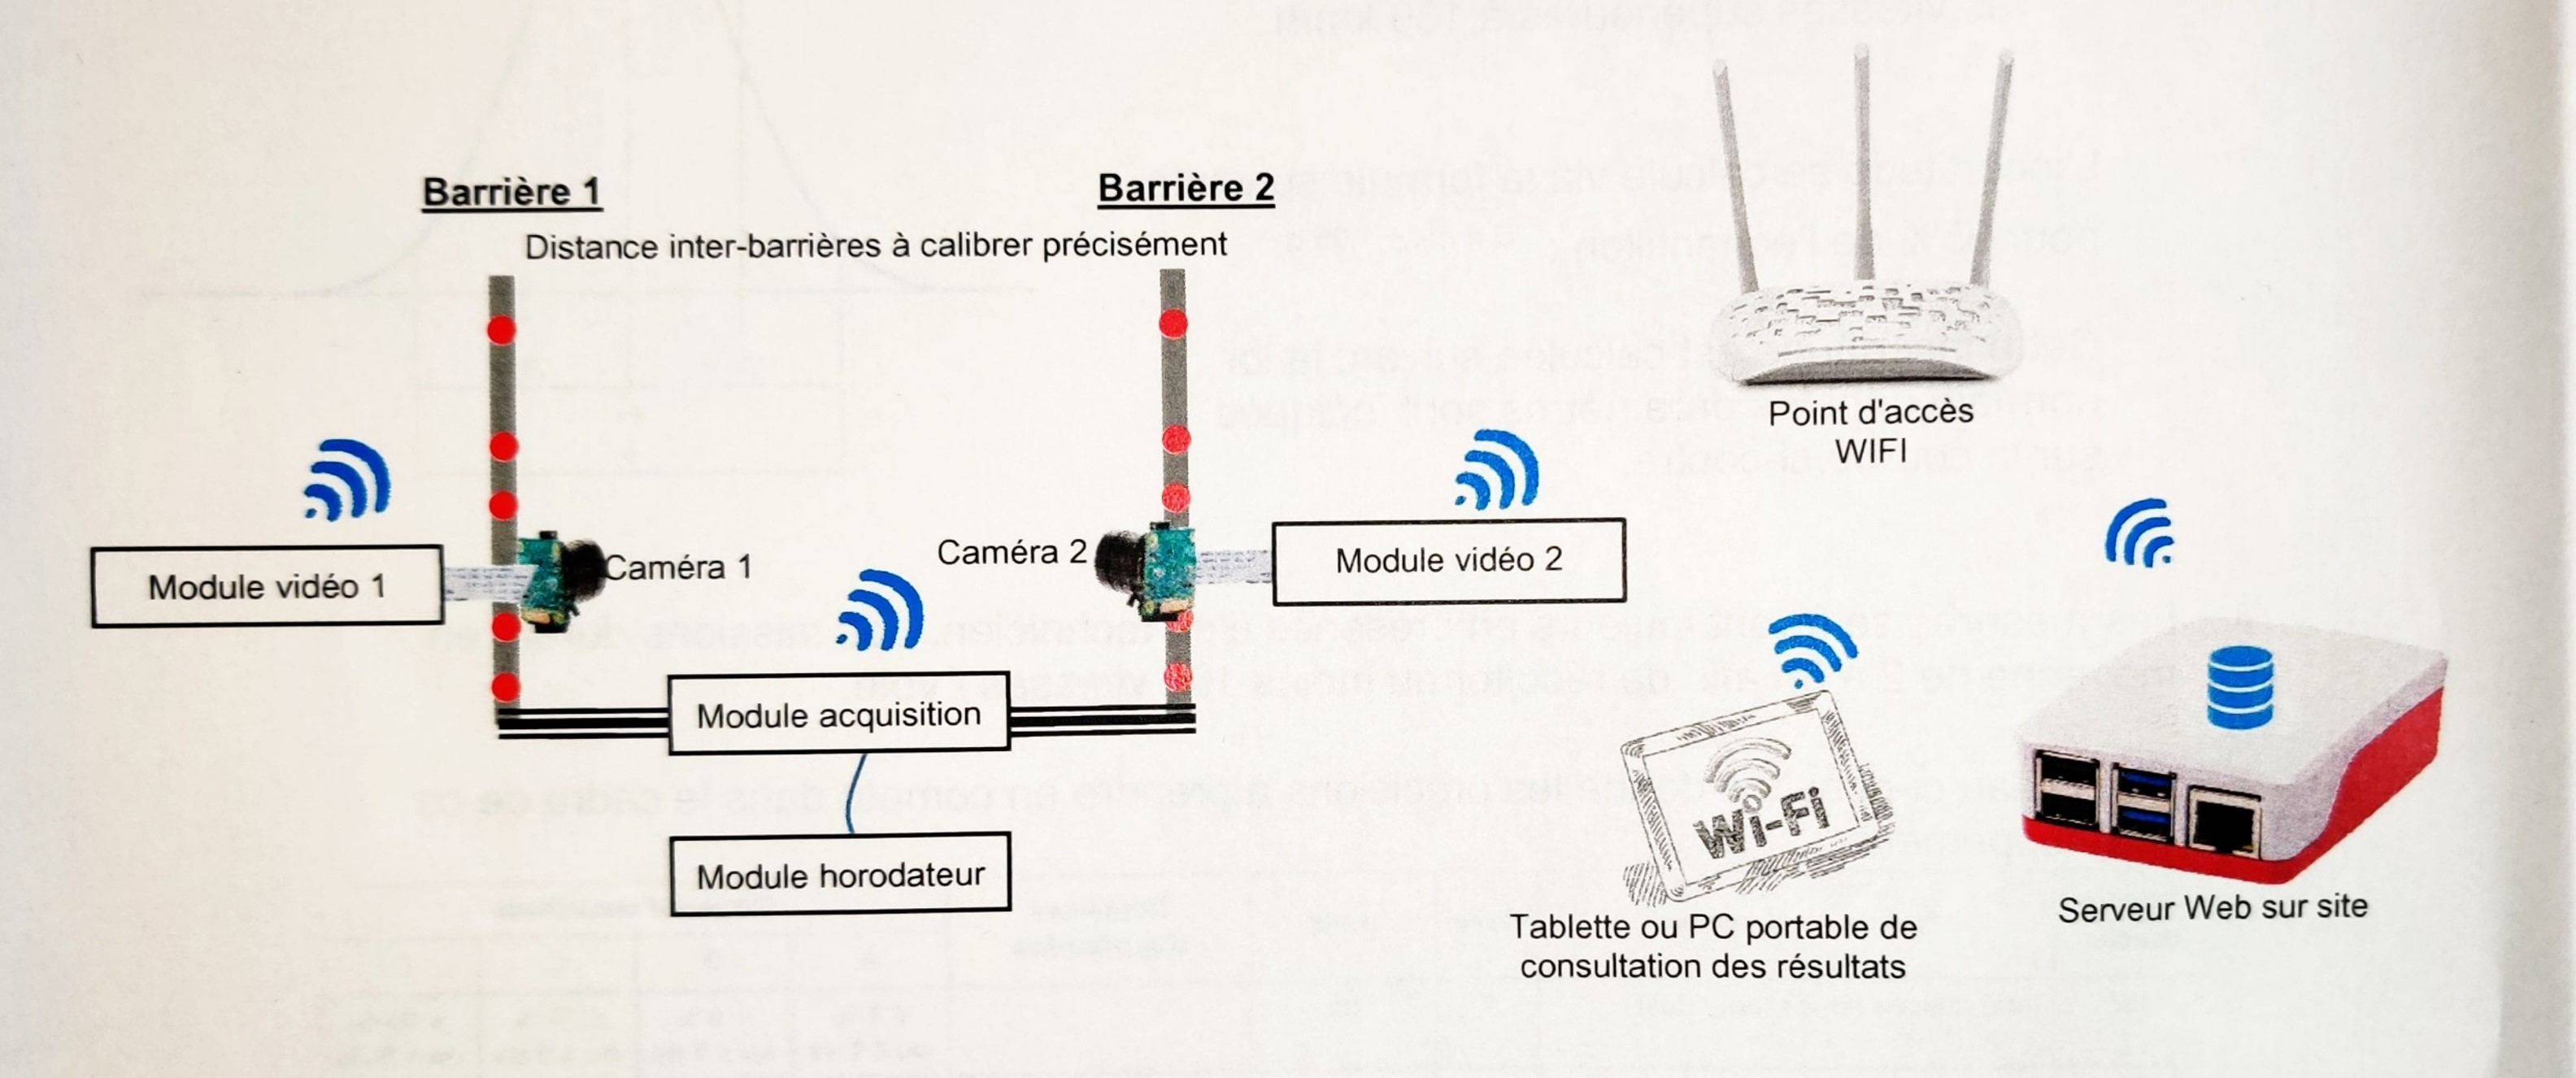 Barrière 1
Barrière 2
Distance inter-barrières à calibrer précisément
Point d'accès
WIFI
Caméra 1
Caméra 2
Module vidéo 1
Module vidéo 2
Module acquisition
Module horodateur
Wi-Fi
Tablette ou PC portable de
consultation des résultats
Serveur Web sur site